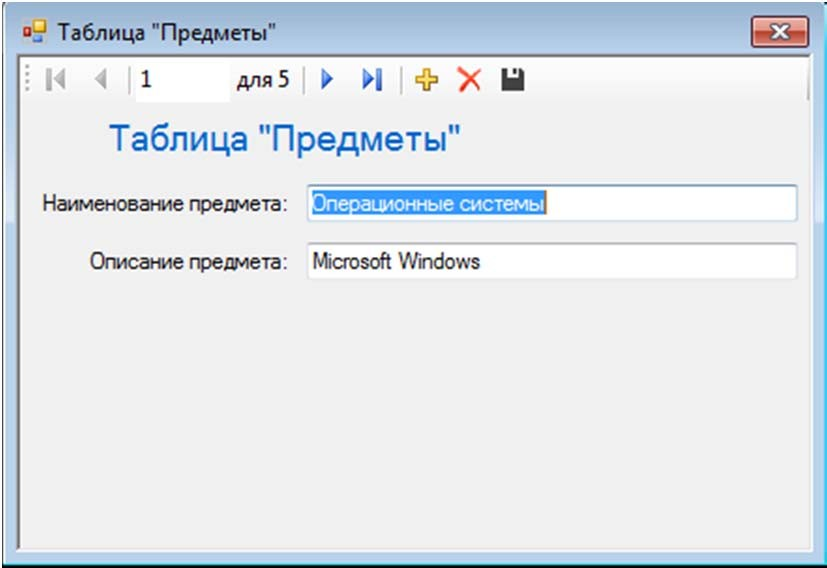 Таблица "Предметы"
1 для 5
Таблица "Предметы"
Наименование предмета: Операционные системы
Описание предмета: Microsoft Windows